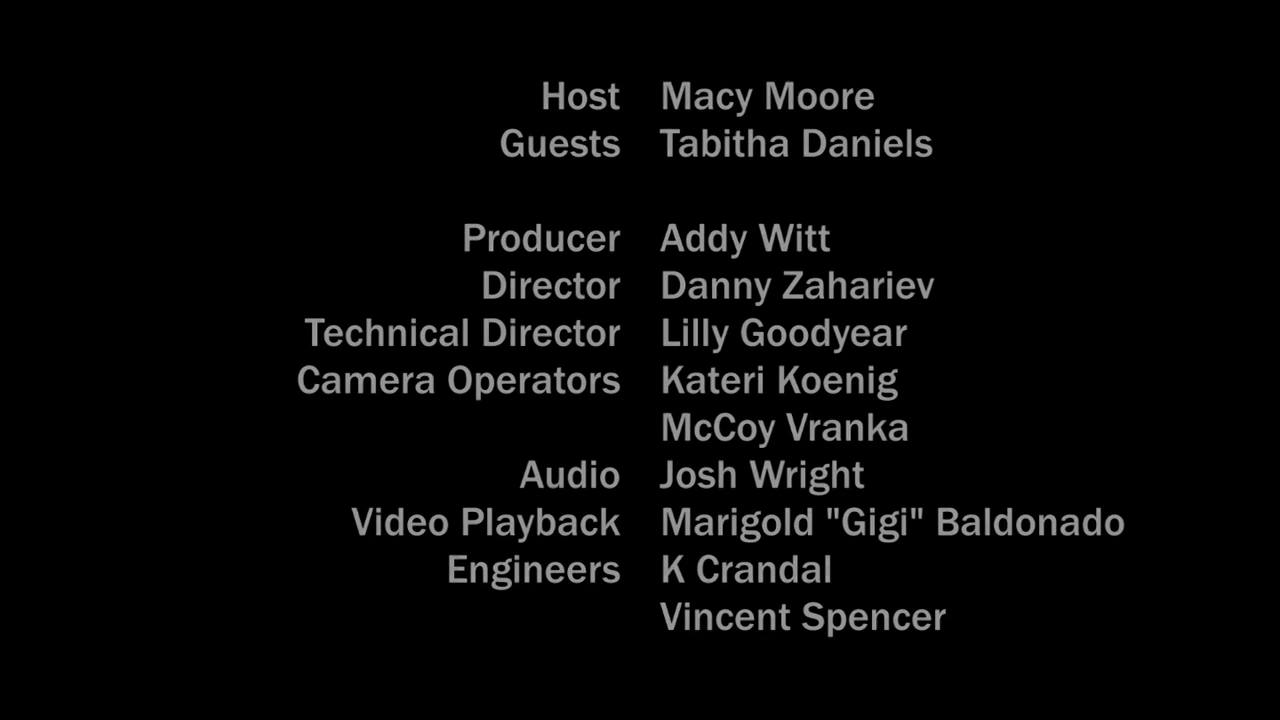 Host Macy Moore
Guests Tabitha Daniels
Producer Addy Witt
Director Danny Zahariev
Technical Director Lilly Goodyear
Camera Operators Kateri Koenig
McCoy Vranka
Audio Josh Wright
Video Playback Marigold "Gigi" Baldonado
Engineers K Crandal
Vincent Spencer